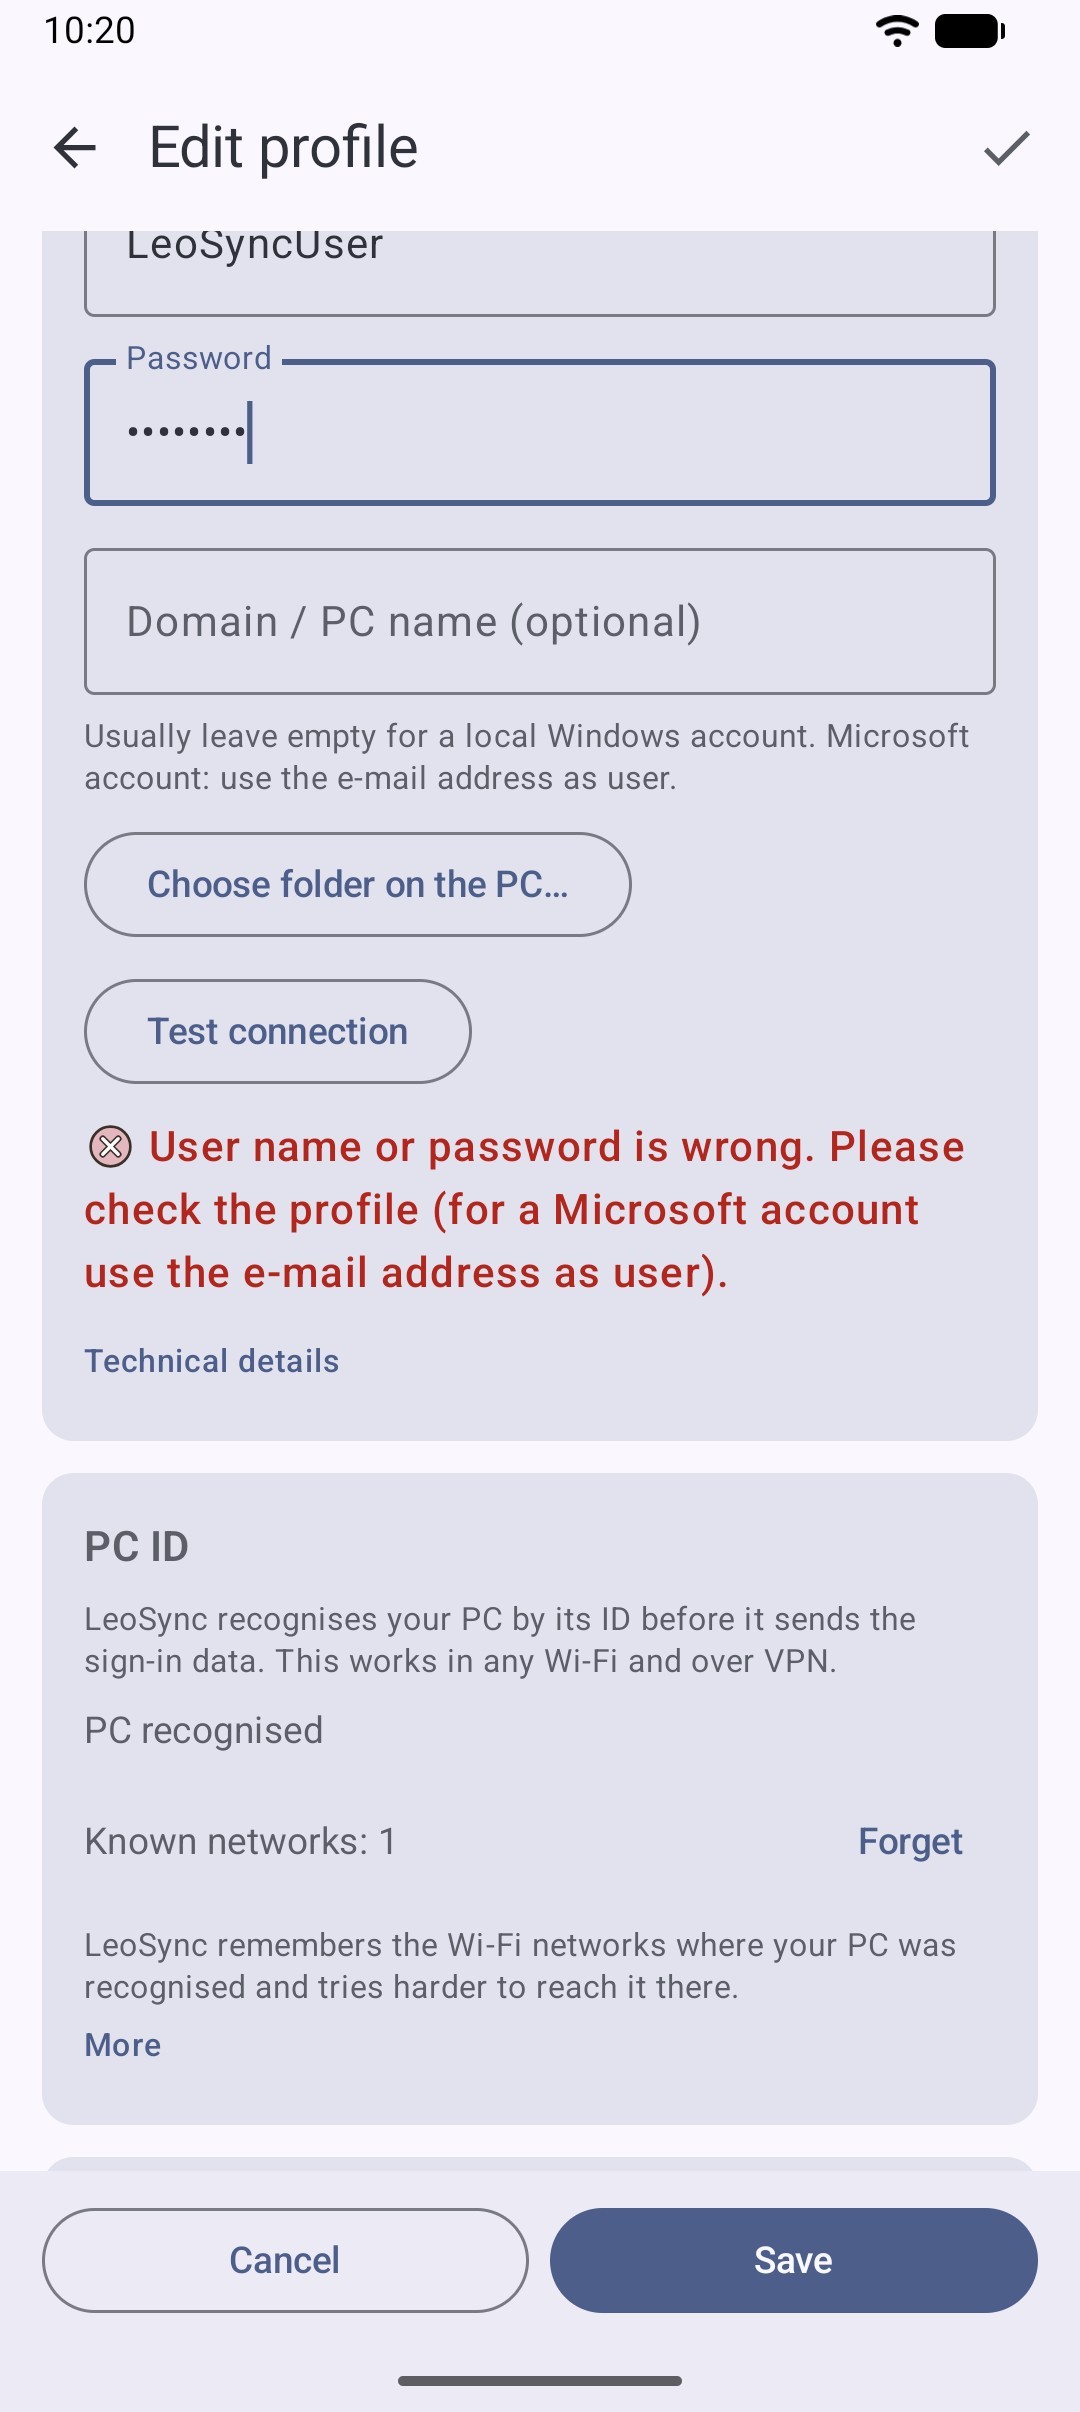 10:20
Edit profile
LeoSyncUser
Password
••••••••
Domain / PC name (optional)
Usually leave empty for a local Windows account. Microsoft
account: use the e-mail address as user.
Choose folder on the PC…
Test connection
User name or password is wrong. Please
check the profile (for a Microsoft account
use the e-mail address as user).
Technical details
PC ID
LeoSync recognises your PC by its ID before it sends the
sign-in data. This works in any Wi-Fi and over VPN.
PC recognised
Known networks: 1
Forget
LeoSync remembers the Wi-Fi networks where your PC was
recognised and tries harder to reach it there.
More
Cancel
Save